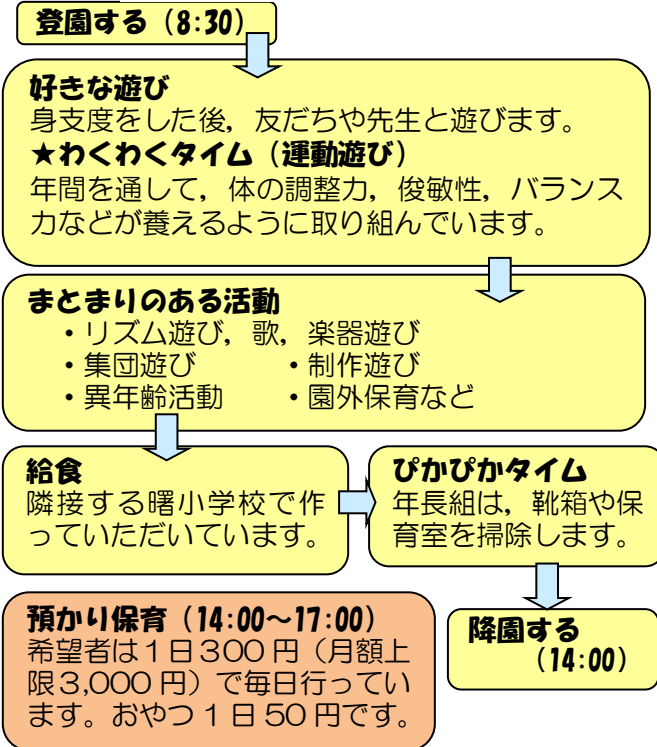 登園する（8:30）
好きな遊び
身支度をした後，友だちや先生と遊びます。
★わくわくタイム（運動遊び）
年間を通して，体の調整力，俊敏性，バランス
力などが養えるように取り組んでいます。
まとまりのある活動
・リズム遊び，歌，楽器遊び
・集団遊び　・制作遊び
・異年齢活動　・園外保育など
給食
隣接する曙小学校で作
っていただいています。
ぴかぴかタイム
年長組は，靴箱や保
育室を掃除します。
預かり保育（14:00～17:00）
希望者は１日３００円（月額上
限３,０００円）で毎日行ってい
ます。おやつ１日５０円です。
降園する
（14:00）